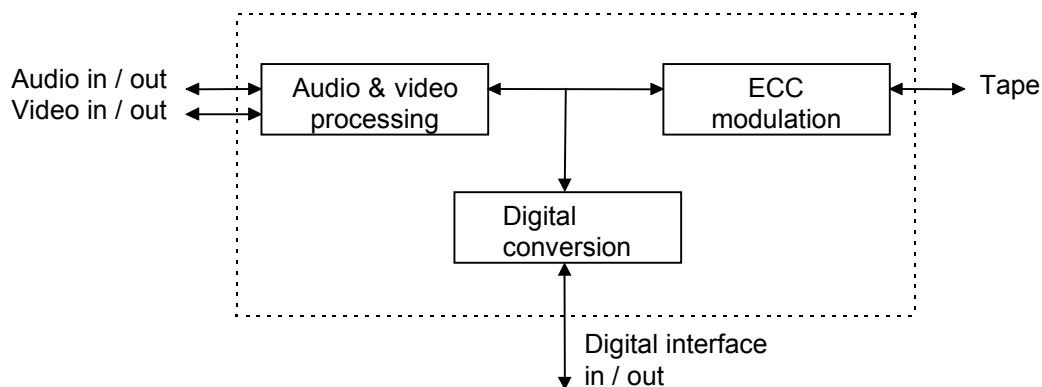 Audio in / out
Video in / out
Audio & video
processing
ECC
modulation
Tape
Digital
conversion
Digital interface
in / out